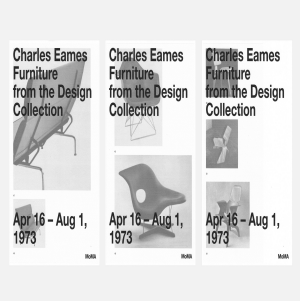 Charles Eames
Furniture
from the Design
Collection
Apr 16 – Aug 1,
1973
MoMA
Charles Eames
Furniture
from the Design
Collection
Apr 16 – Aug 1,
1973
MoMA
Charles Eames
Furniture
from the Design
Collection
Apr 16 – Aug 1,
1973
MoMA